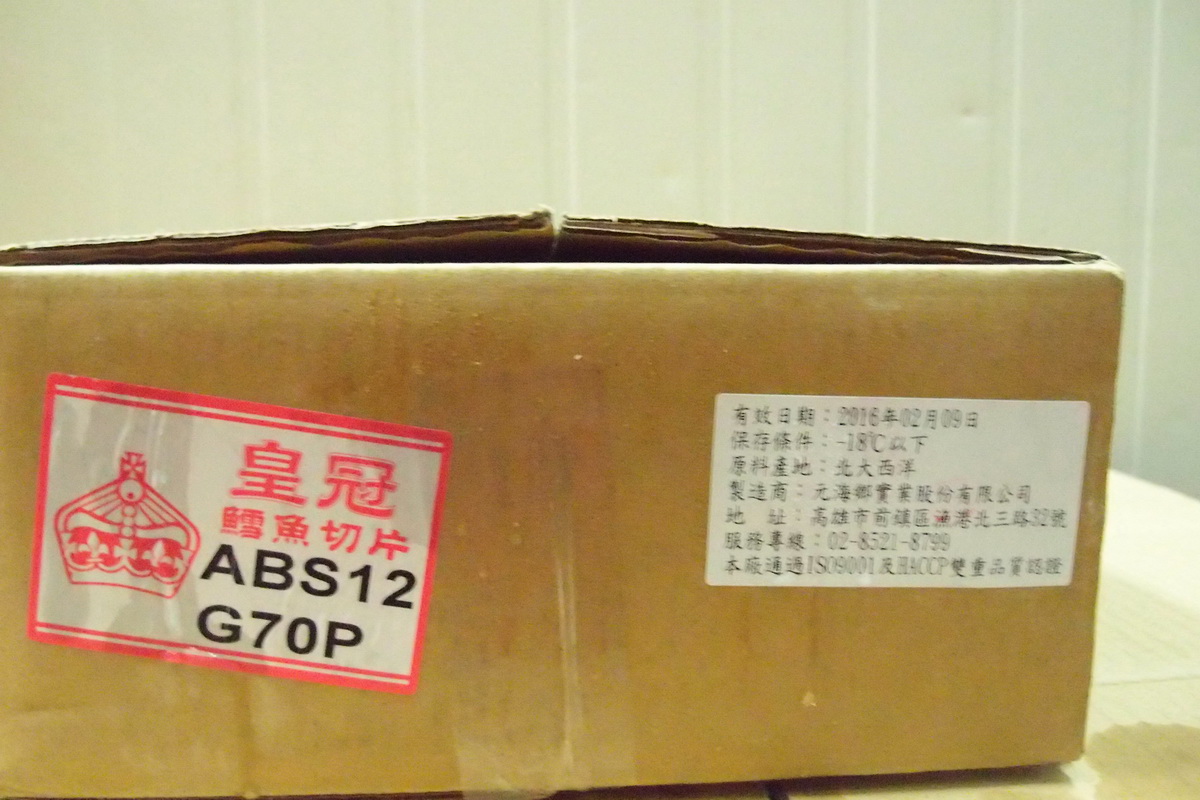 皇冠
鱈魚切片
ABS12
G70P
有效日期：2016年02月09日
保存條件：-18℃以下
原料產地：北大西洋
製造商：元海鄉實業股份有限公司
地　址：高雄市前鎮區漁港北三路32號
服務專線：02-8521-8799
本廠通過ISO9001及HACCP雙重品質認證